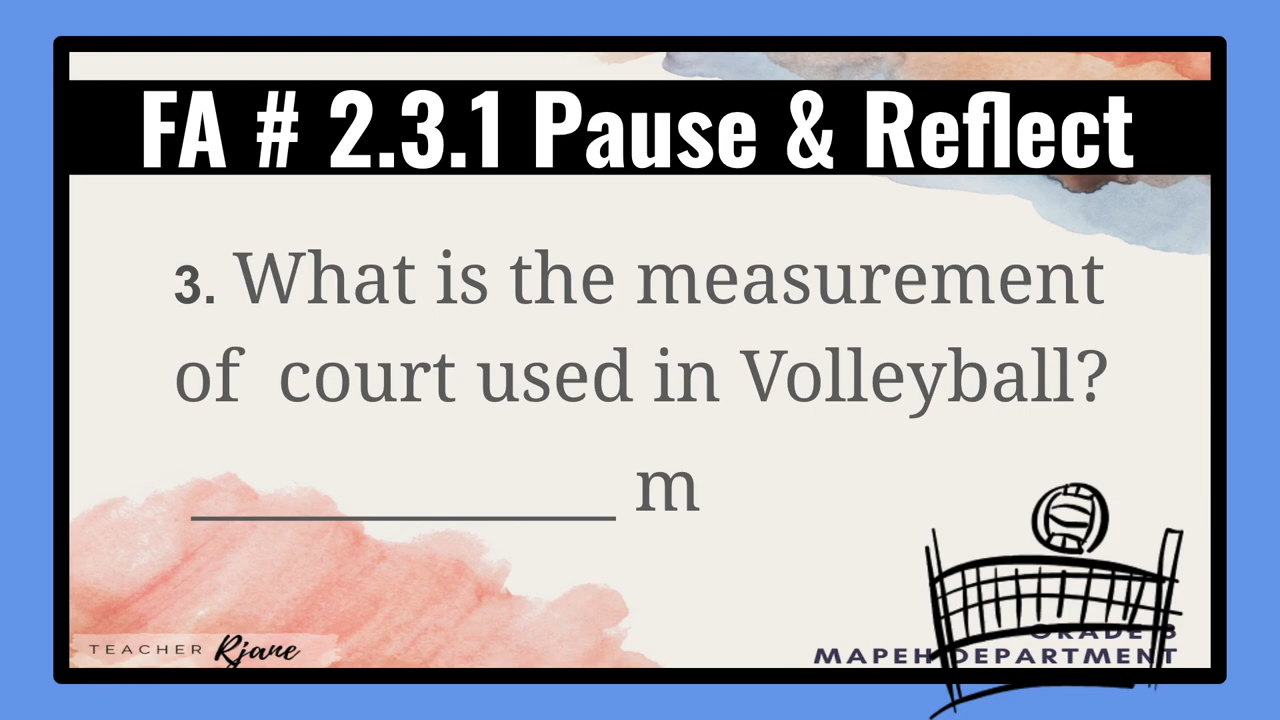 FA # 2.3.1 Pause & Reflect
3. What is the measurement
of court used in Volleyball?
______________ m
TEACHER Rjane
GRADE 8
MAPEH DEPARTMENT